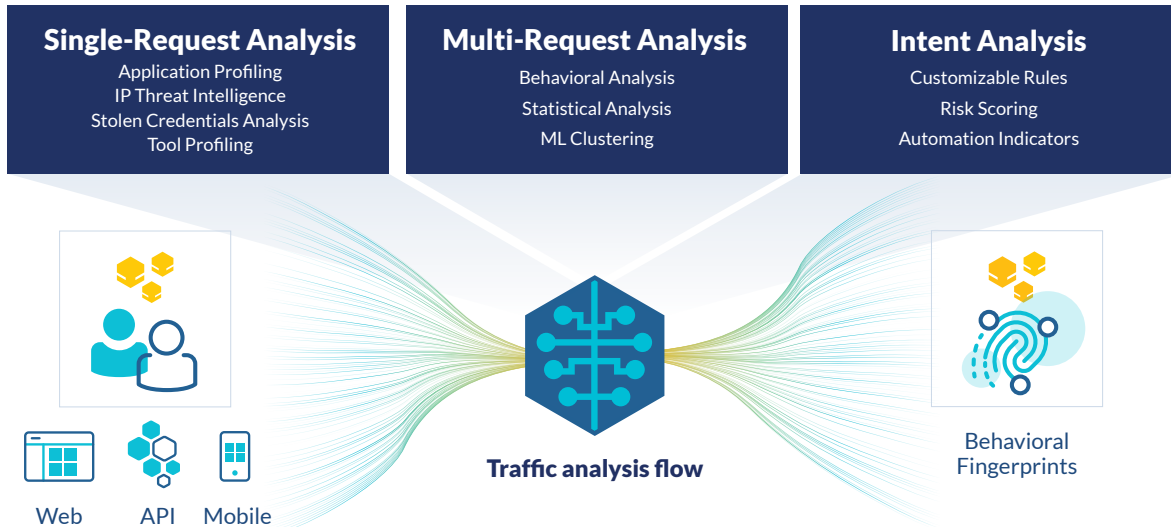 Single-Request Analysis
Application Profiling
IP Threat Intelligence
Stolen Credentials Analysis
Tool Profiling
Multi-Request Analysis
Behavioral Analysis
Statistical Analysis
ML Clustering
Intent Analysis
Customizable Rules
Risk Scoring
Automation Indicators
Traffic analysis flow
Web
API
Mobile
Behavioral
Fingerprints